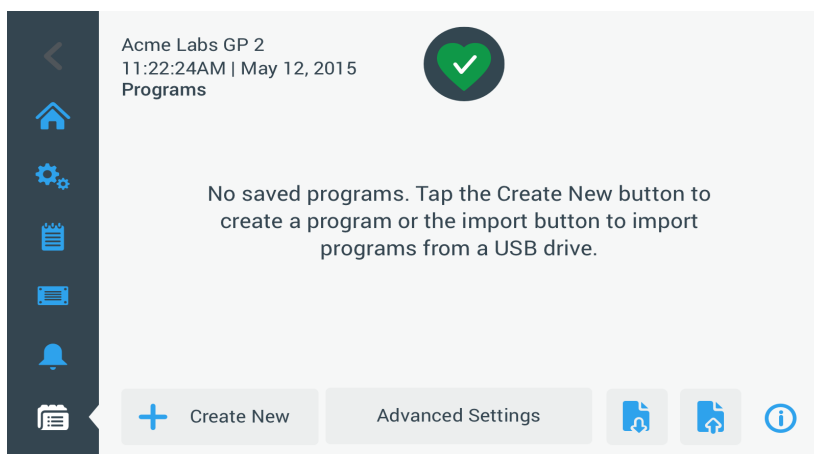 Acme Labs GP 2
11:22:24AM | May 12, 2015
Programs
No saved programs. Tap the Create New button to
create a program or the import button to import
programs from a USB drive.
Create New
Advanced Settings